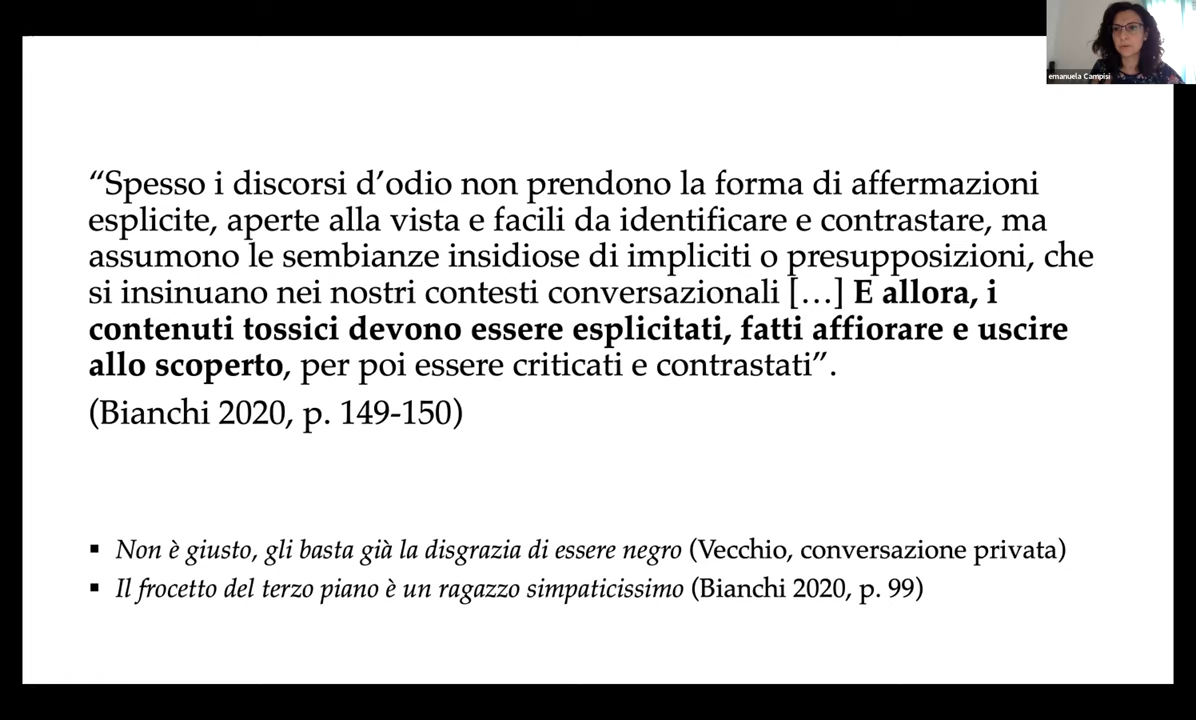 emanuela Campisi
“Spesso i discorsi d’odio non prendono la forma di affermazioni
esplicite, aperte alla vista e facili da identificare e contrastare, ma
assumono le sembianze insidiose di impliciti o presupposizioni, che
si insinuano nei nostri contesti conversazionali […] E allora, i
contenuti tossici devono essere esplicitati, fatti affiorare e uscire
allo scoperto, per poi essere criticati e contrastati”.
(Bianchi 2020, p. 149-150)
▪ Non è giusto, gli basta già la disgrazia di essere negro (Vecchio, conversazione privata)
▪ Il frocetto del terzo piano è un ragazzo simpaticissimo (Bianchi 2020, p. 99)